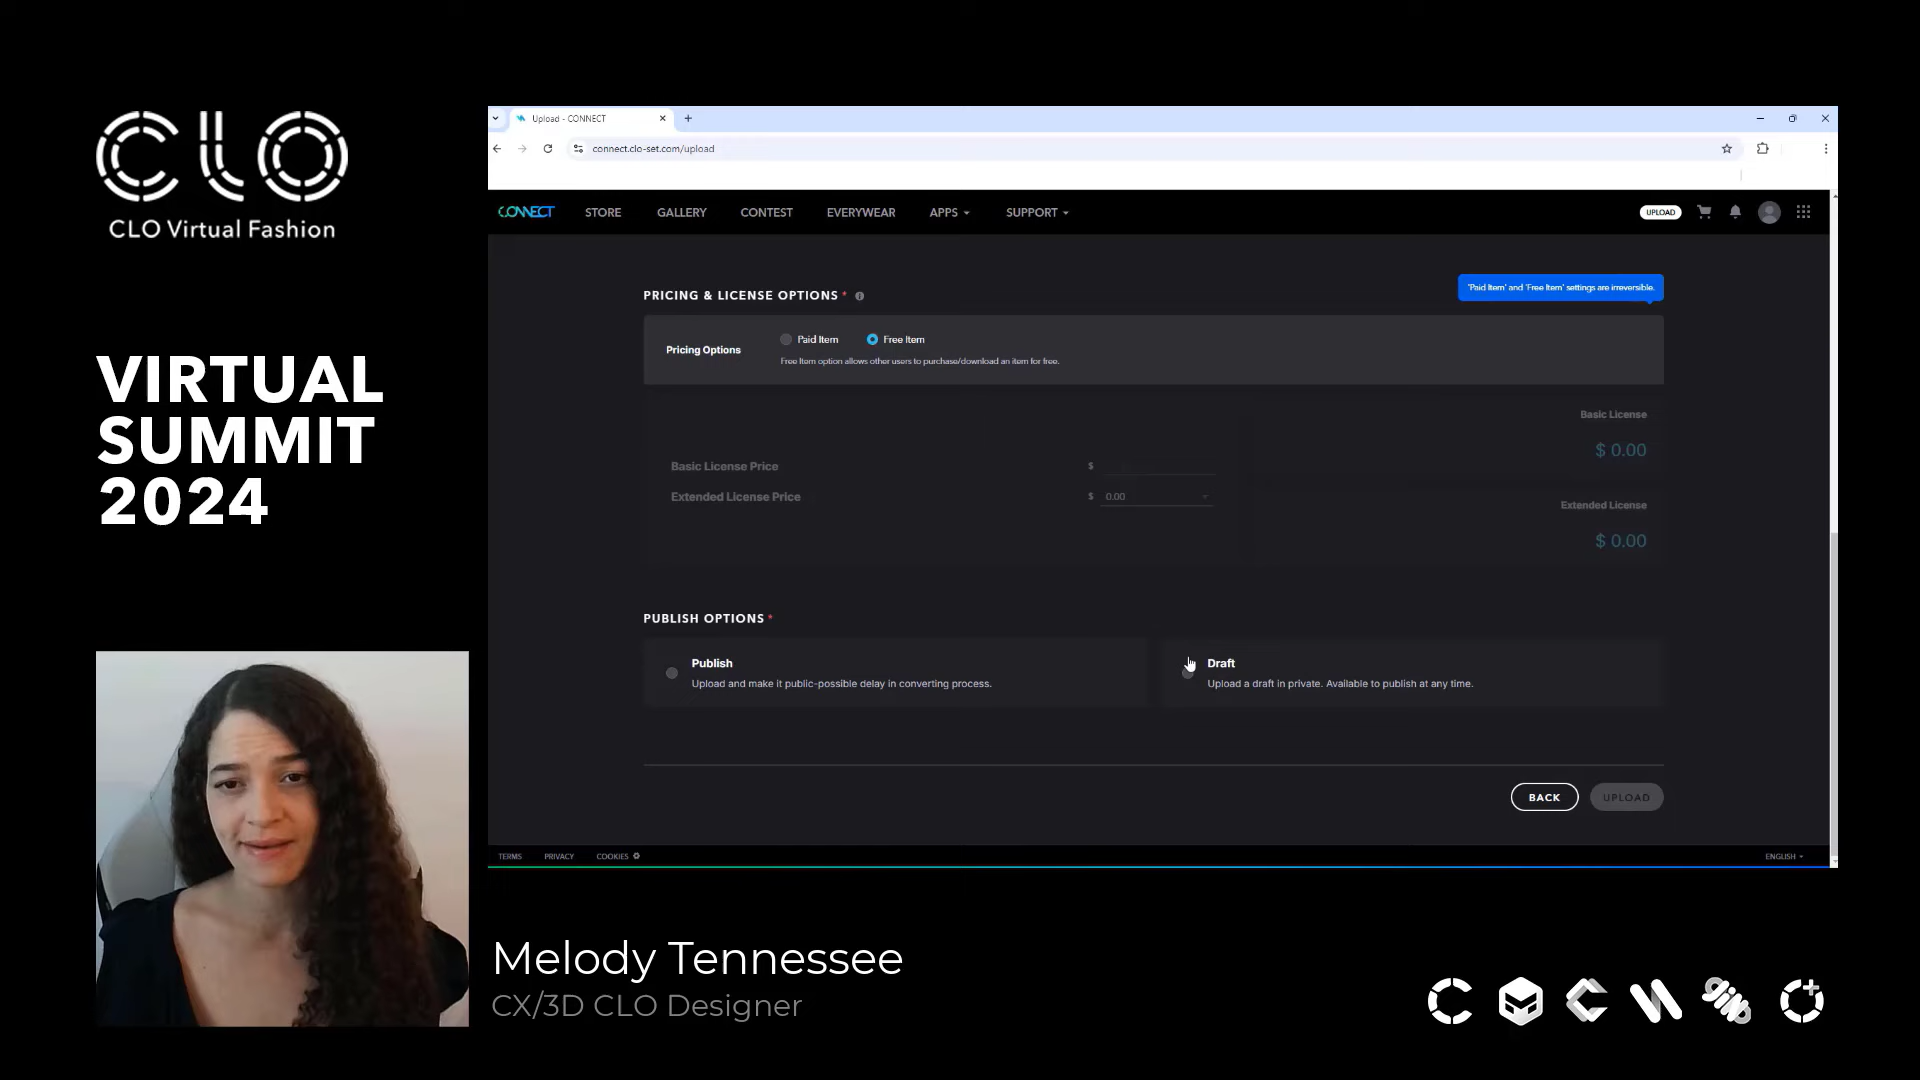 CLO
CLO Virtual Fashion
VIRTUAL
SUMMIT
2024
Upload - CONNECT
connect.clo-set.com/upload
CONNECT
STORE
GALLERY
CONTEST
EVERYWEAR
APPS
SUPPORT
UPLOAD
PRICING & LICENSE OPTIONS *
'Paid Item' and 'Free Item' settings are irreversible.
Pricing Options
Paid Item
Free Item
Free Item option allows other users to purchase/download an item for free.
Basic License
$ 0.00
Basic License Price
$
Extended License Price
$ 0.00
Extended License
$ 0.00
PUBLISH OPTIONS *
Publish
Upload and make it public-possible delay in converting process.
Draft
Upload a draft in private. Available to publish at any time.
BACK
UPLOAD
TERMS
PRIVACY
COOKIES
ENGLISH
Melody Tennessee
CX/3D CLO Designer